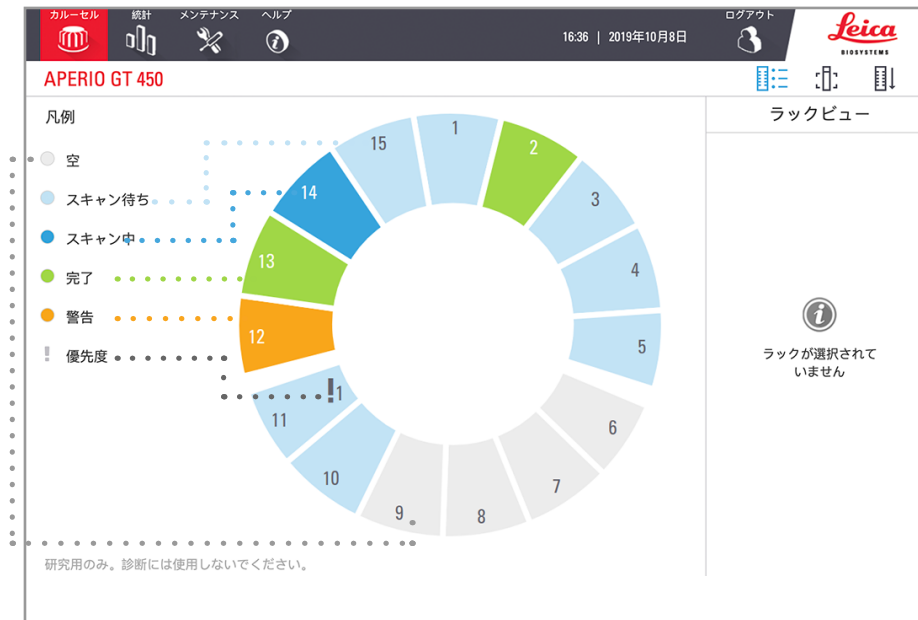 カルーセル
統計
メンテナンス
ヘルプ
16:36 | 2019年10月8日
ログアウト
Leica
BIOSYSTEMS
APERIO GT 450
凡例
ラックビュー
空
スキャン待ち
スキャン中
完了
警告
! 優先度
1
2
3
4
5
6
7
8
9
10
11
!1
12
13
14
15
ラックが選択されて
いません
研究用のみ。診断には使用しないでください。